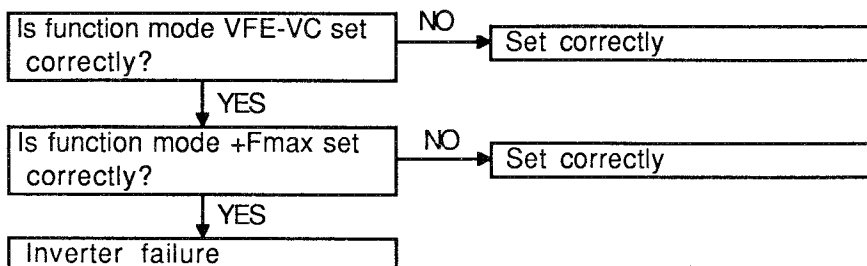 Is function mode VFE-VC set
correctly?
NO
Set correctly
YES
Is function mode +Fmax set
correctly?
NO
Set correctly
YES
Inverter failure